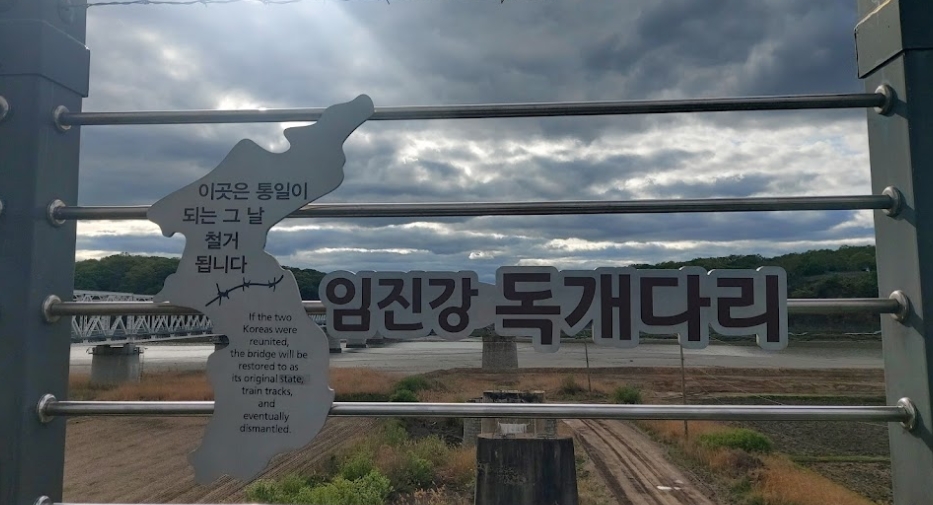 이곳은 통일이
되는 그 날
철거
됩니다
If the two
Koreas were
reunited,
the bridge will be
restored to as
its original state,
train tracks,
and
eventually
dismantled.
임진강 독개다리